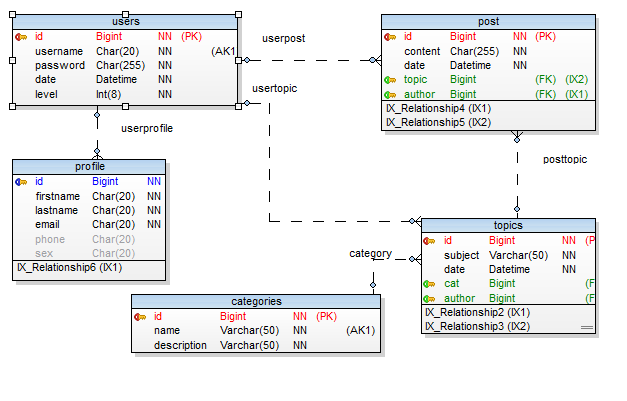 users
id Bigint NN (PK)
username Char(20) NN (AK1
password Char(255) NN
date Datetime NN
level Int(8) NN
userpost
usertopic
post
id Bigint NN (PK)
content Char(255) NN
date Datetime NN
topic Bigint (FK) (IX2)
author Bigint (FK) (IX1)
IX_Relationship4 (IX1)
IX_Relationship5 (IX2)
userprofile
posttopic
profile
id Bigint NN
firstname Char(20) NN
lastname Char(20) NN
email Char(20) NN
phone Char(20)
sex Char(20)
IX_Relationship6 (IX1)
topics
id Bigint NN (P
subject Varchar(50) NN
date Datetime NN
cat Bigint (F
author Bigint (F
IX_Relationship2 (IX1)
IX_Relationship3 (IX2)
category
categories
id Bigint NN (PK)
name Varchar(50) NN (AK1)
description Varchar(50) NN